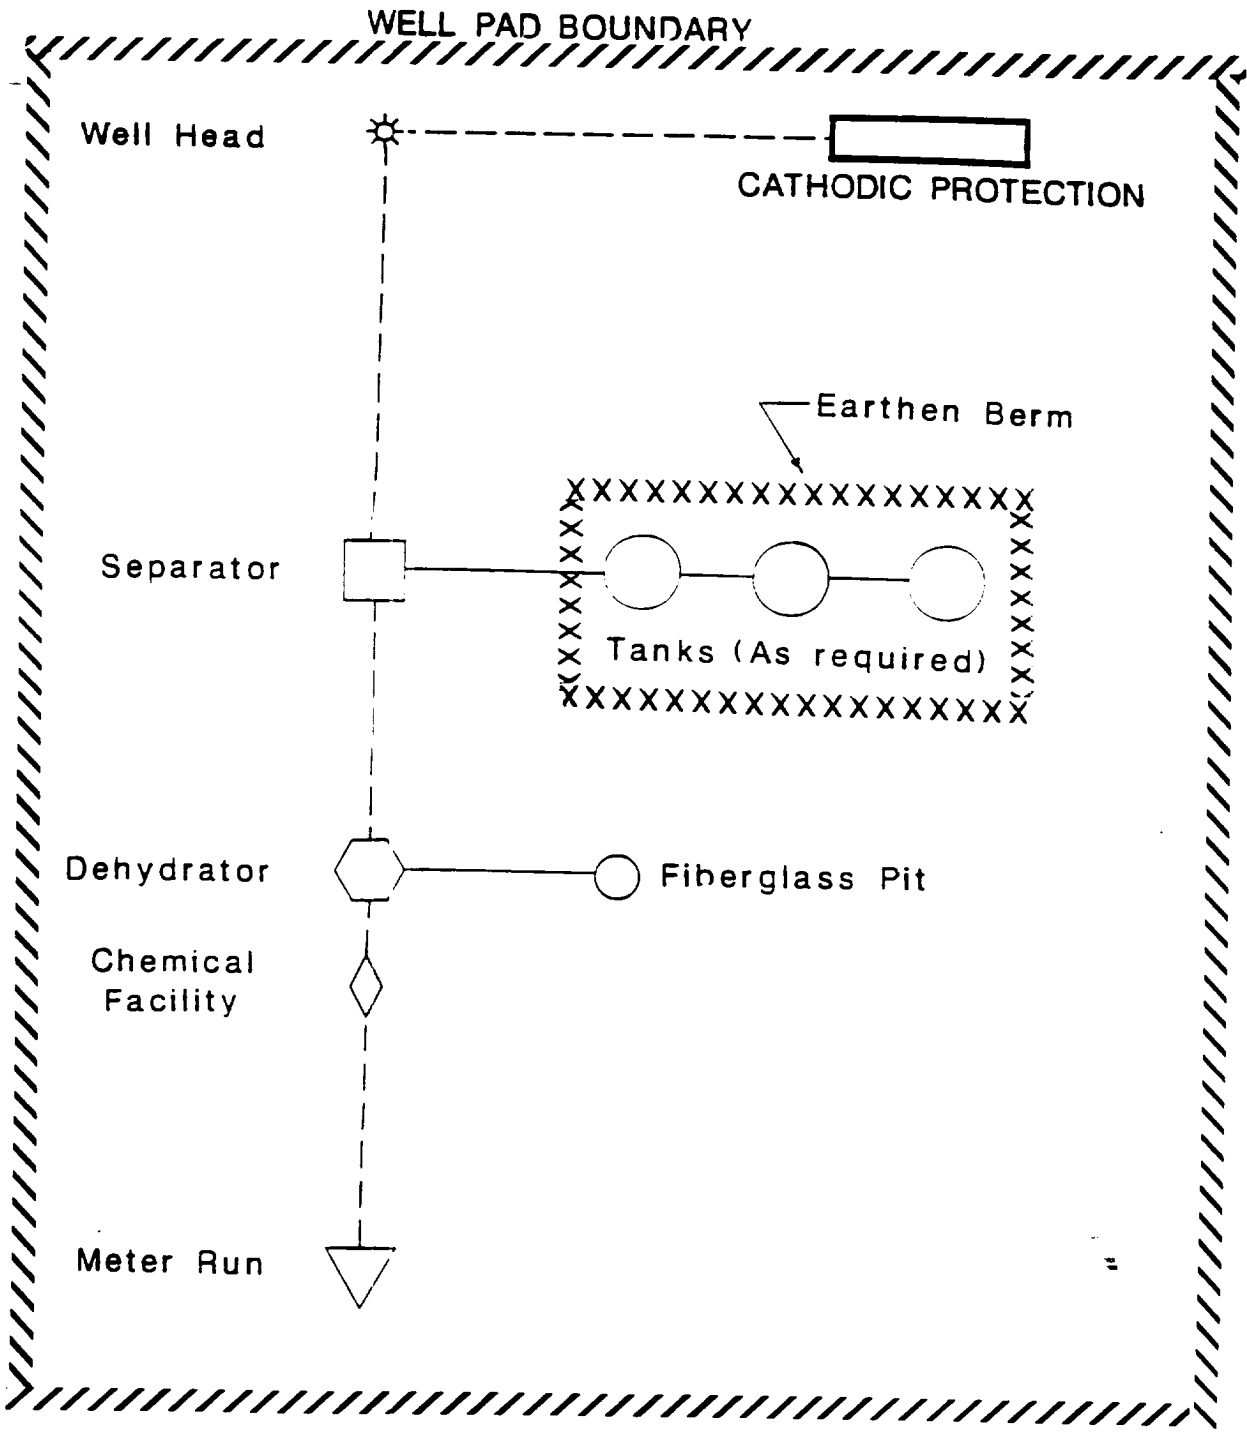 WELL PAD BOUNDARY
Well Head
CATHODIC PROTECTION
Earthen Berm
Separator
Tanks (As required)
Dehydrator
Fiberglass Pit
Chemical
Facility
Meter Run